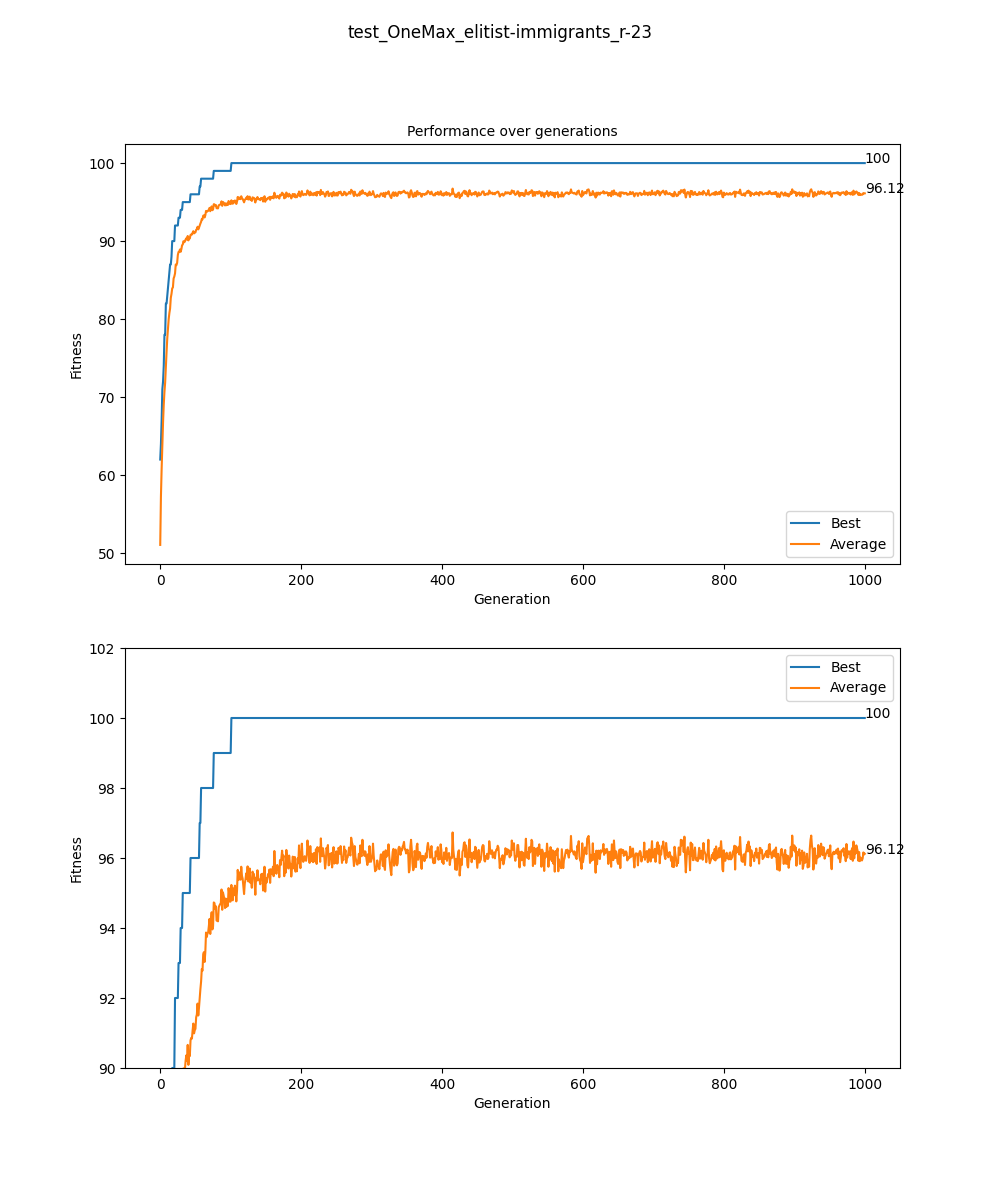 test_OneMax_elitist-immigrants_r-23
Performance over generations
Fitness
100
90
80
70
60
50
100
96.12
Best
Average
0 200 400 600 800 1000
Generation
Fitness
102
100
98
96
94
92
90
Best
Average
100
96.12
0 200 400 600 800 1000
Generation